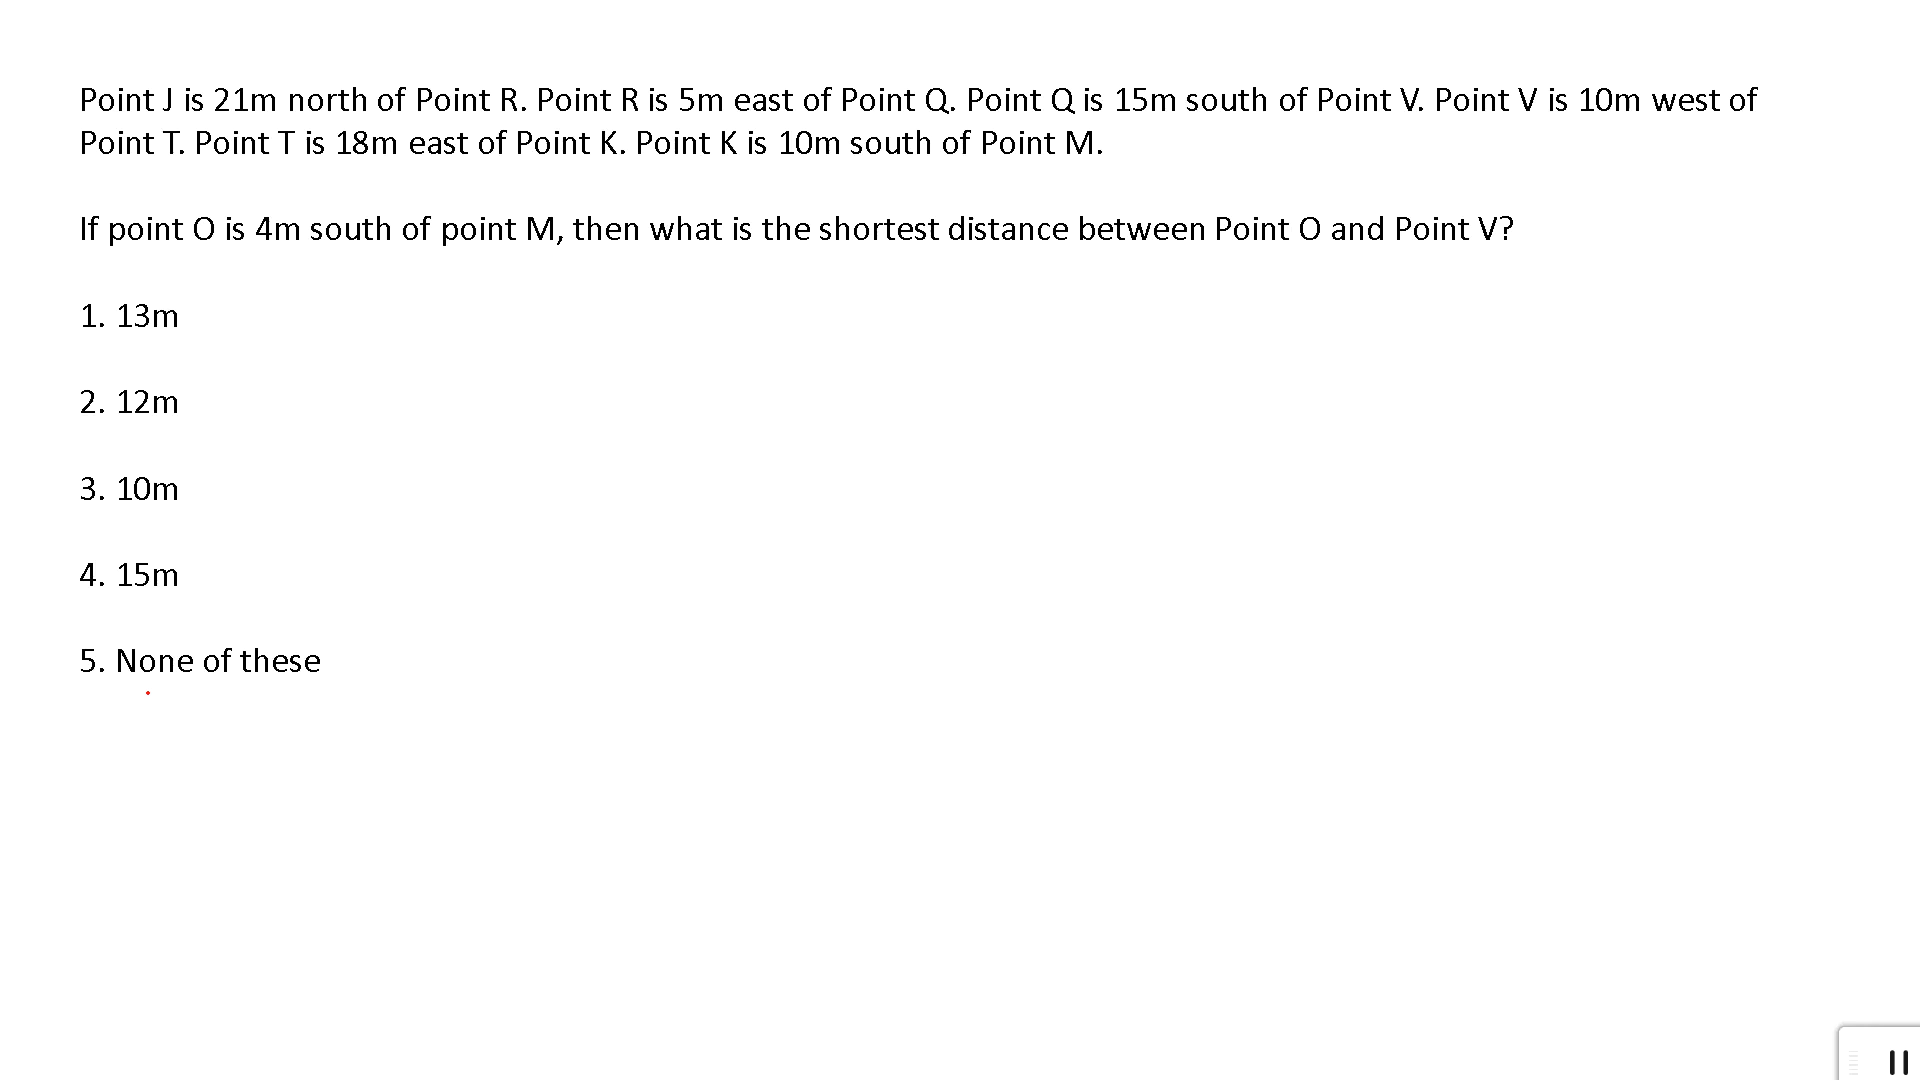 Point J is 21m north of Point R. Point R is 5m east of Point Q. Point Q is 15m south of Point V. Point V is 10m west of
Point T. Point T is 18m east of Point K. Point K is 10m south of Point M.
If point O is 4m south of point M, then what is the shortest distance between Point O and Point V?
1. 13m
2. 12m
3. 10m
4. 15m
5. None of these